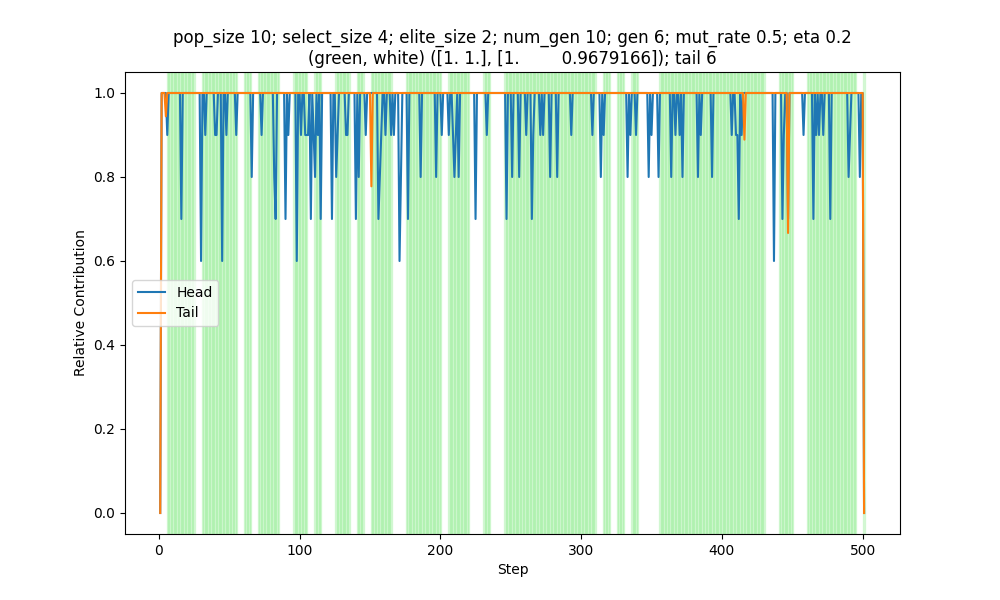 pop_size 10; select_size 4; elite_size 2; num_gen 10; gen 6; mut_rate 0.5; eta 0.2
(green, white) ([1. 1.], [1.        0.9679166]); tail 6
1.0
0.8
0.6
0.4
0.2
0.0
Relative Contribution
Head
Tail
0
100
200
300
400
500
Step